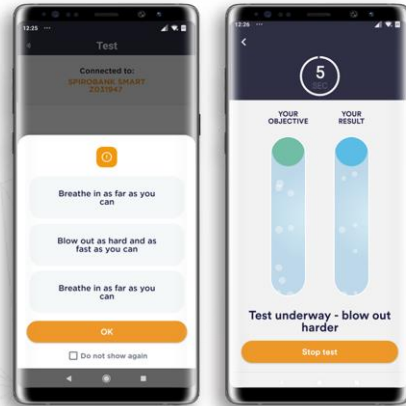 12:25
Test
Connected to:
SPIROBANK SMART
Z031947
Breathe in as far as you
can
Blow out as hard and as
fast as you can
Breathe in as far as you
can
OK
Do not show again
12:26
5
SEC
YOUR
OBJECTIVE
YOUR
RESULT
Test underway - blow out
harder
Stop test